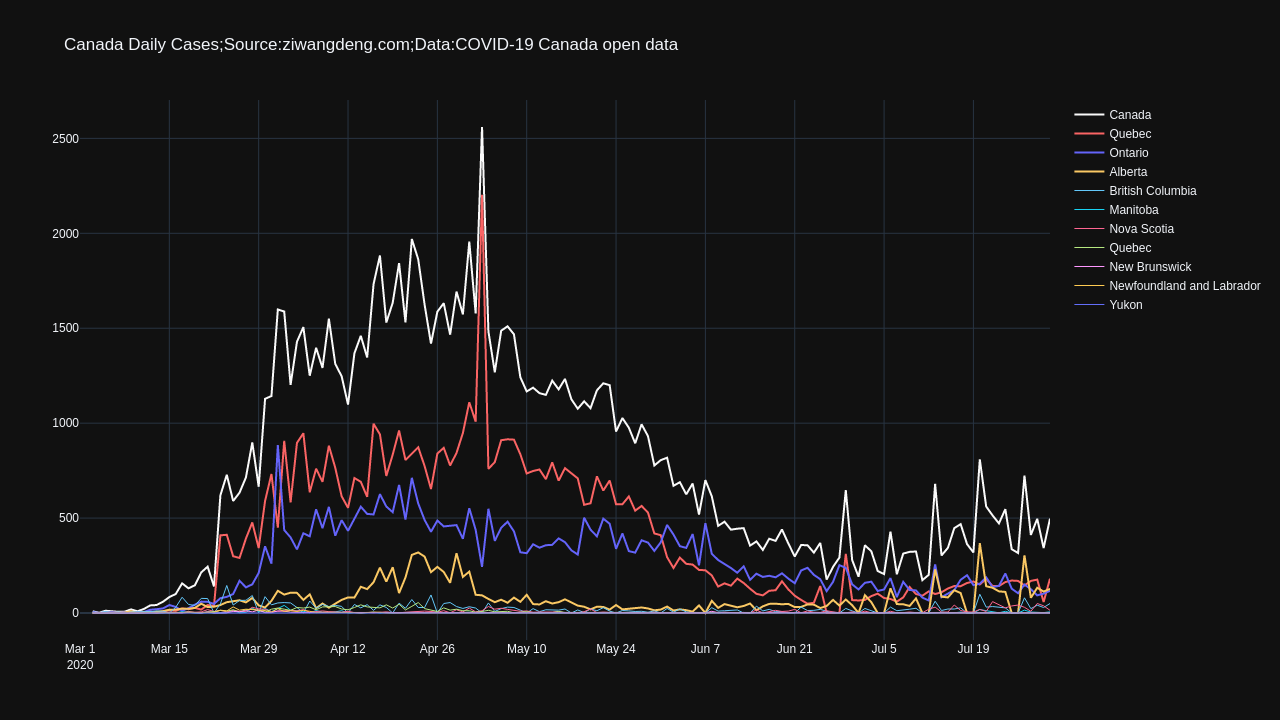 Canada Daily Cases;Source:ziwangdeng.com;Data:COVID-19 Canada open data
2500
2000
1500
1000
500
0
Mar 1
2020
Mar 15
Mar 29
Apr 12
Apr 26
May 10
May 24
Jun 7
Jun 21
Jul 5
Jul 19
Canada
Quebec
Ontario
Alberta
British Columbia
Manitoba
Nova Scotia
Quebec
New Brunswick
Newfoundland and Labrador
Yukon